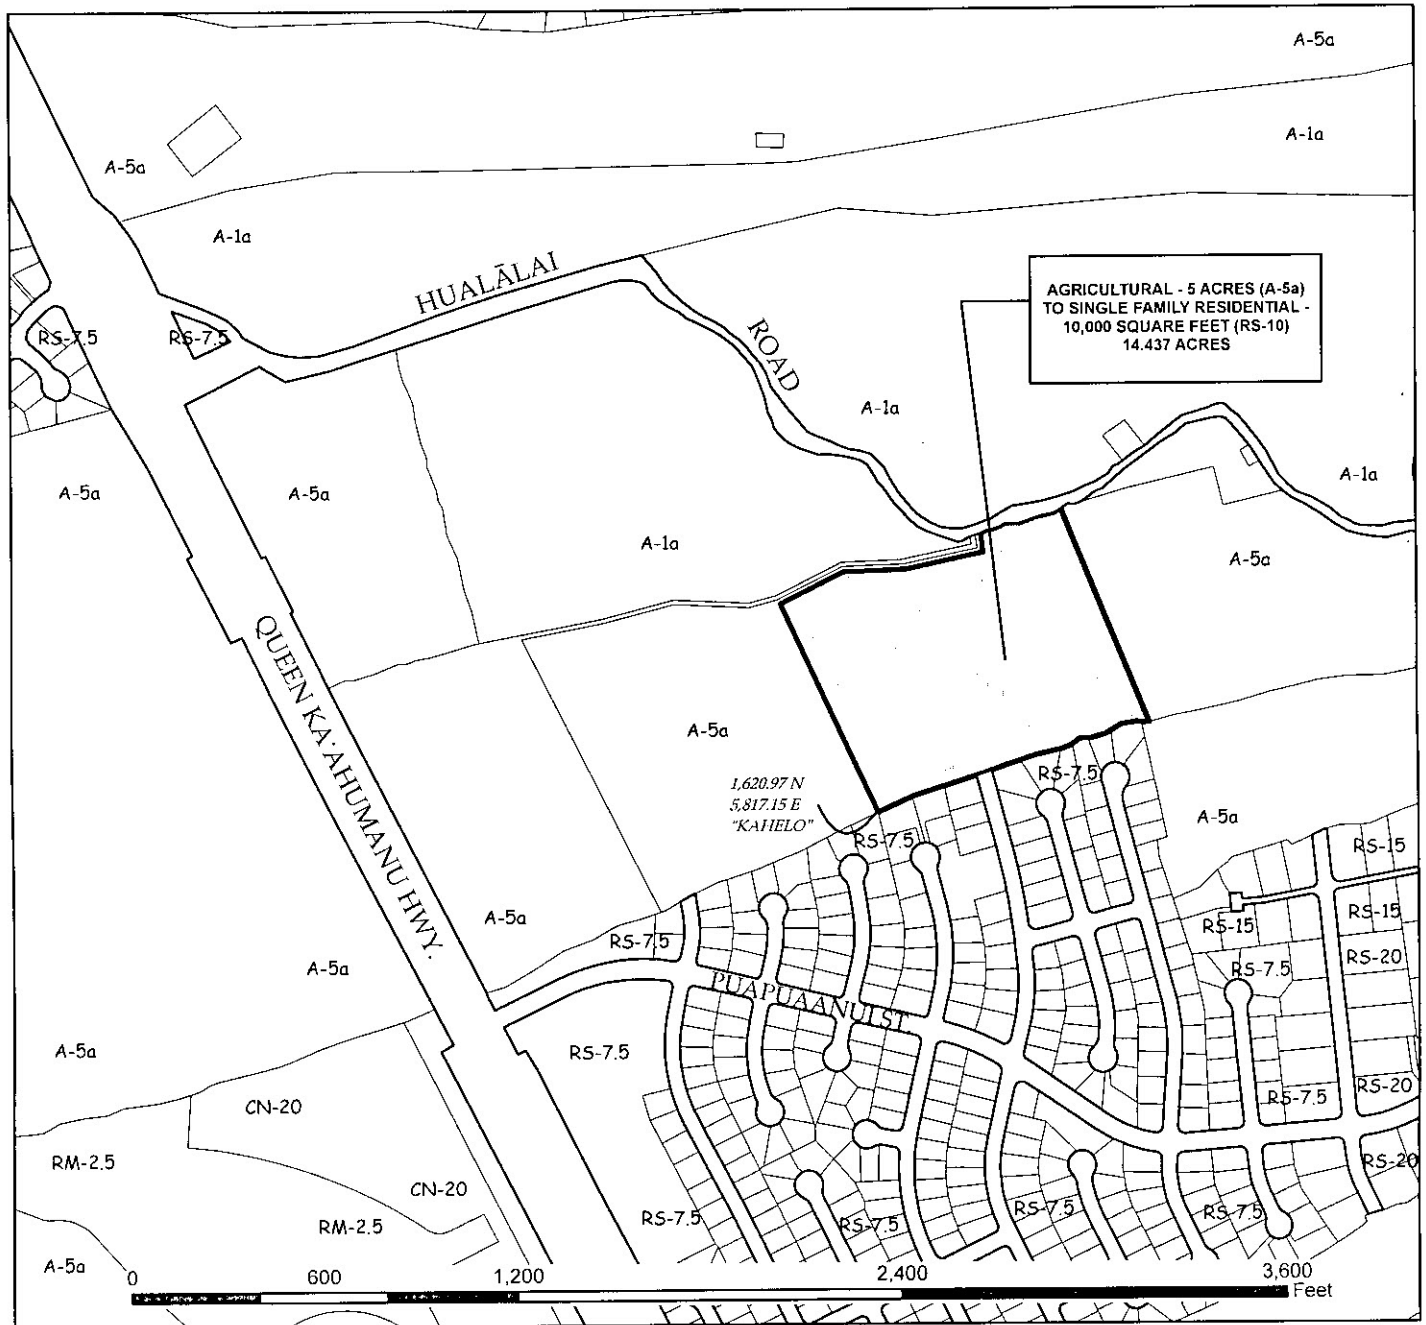 A-5a
A-1a
A-5a
A-1a
HUALĀLAI
ROAD
AGRICULTURAL - 5 ACRES (A-5a)
TO SINGLE FAMILY RESIDENTIAL -
10,000 SQUARE FEET (RS-10)
14.437 ACRES
RS-7.5
RS-7.5
A-1a
A-1a
A-5a
A-5a
A-1a
A-5a
QUEEN KAʻAHUMANU HWY.
A-5a
1,620.97 N
5,817.15 E
"KAHELO"
RS-7.5
A-5a
RS-7.5
RS-15
A-5a
RS-7.5
RS-15
RS-15
A-5a
RS-7.5
RS-20
PUAPUAANUI ST
A-5a
RS-7.5
CN-20
RS-7.5
RS-20
RM-2.5
CN-20
RS-20
RM-2.5
RS-7.5
RS-7.5
RS-7.5
RS-7.5
A-5a
0
600
1,200
2,400
3,600
Feet